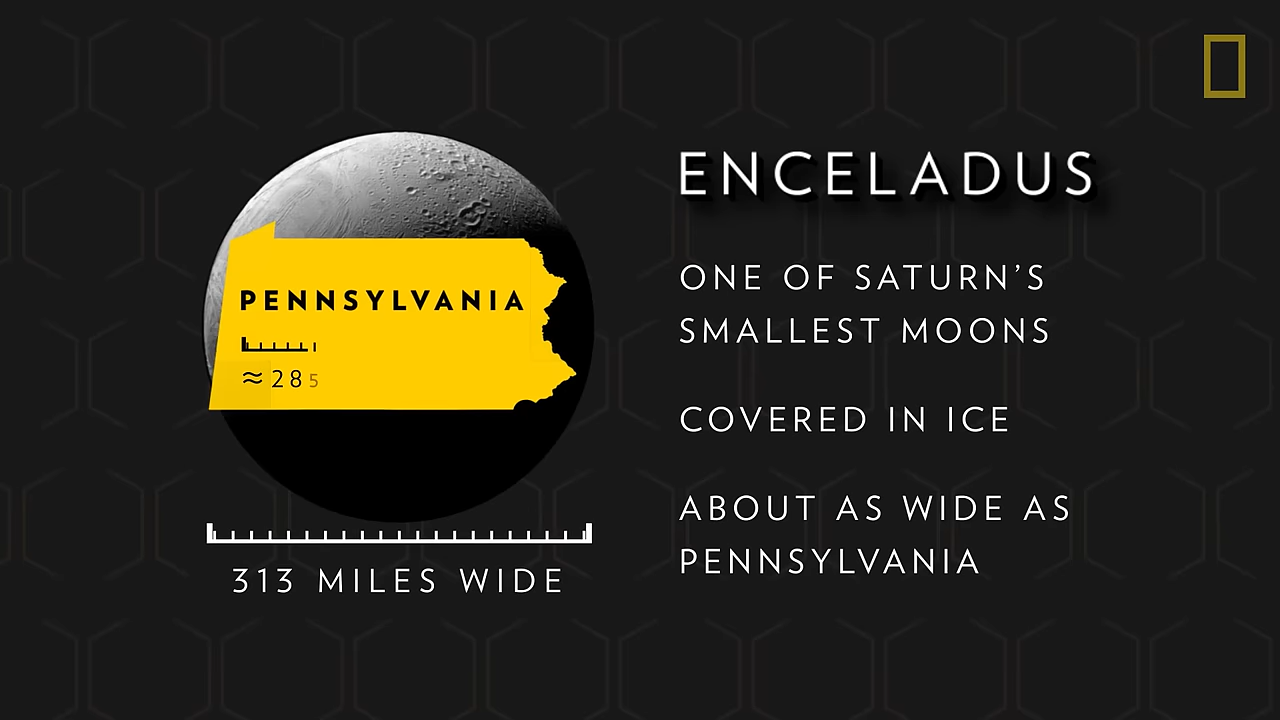 ENCELADUS
ONE OF SATURN’S
SMALLEST MOONS
COVERED IN ICE
ABOUT AS WIDE AS
PENNSYLVANIA
PENNSYLVANIA
≈285
313 MILES WIDE